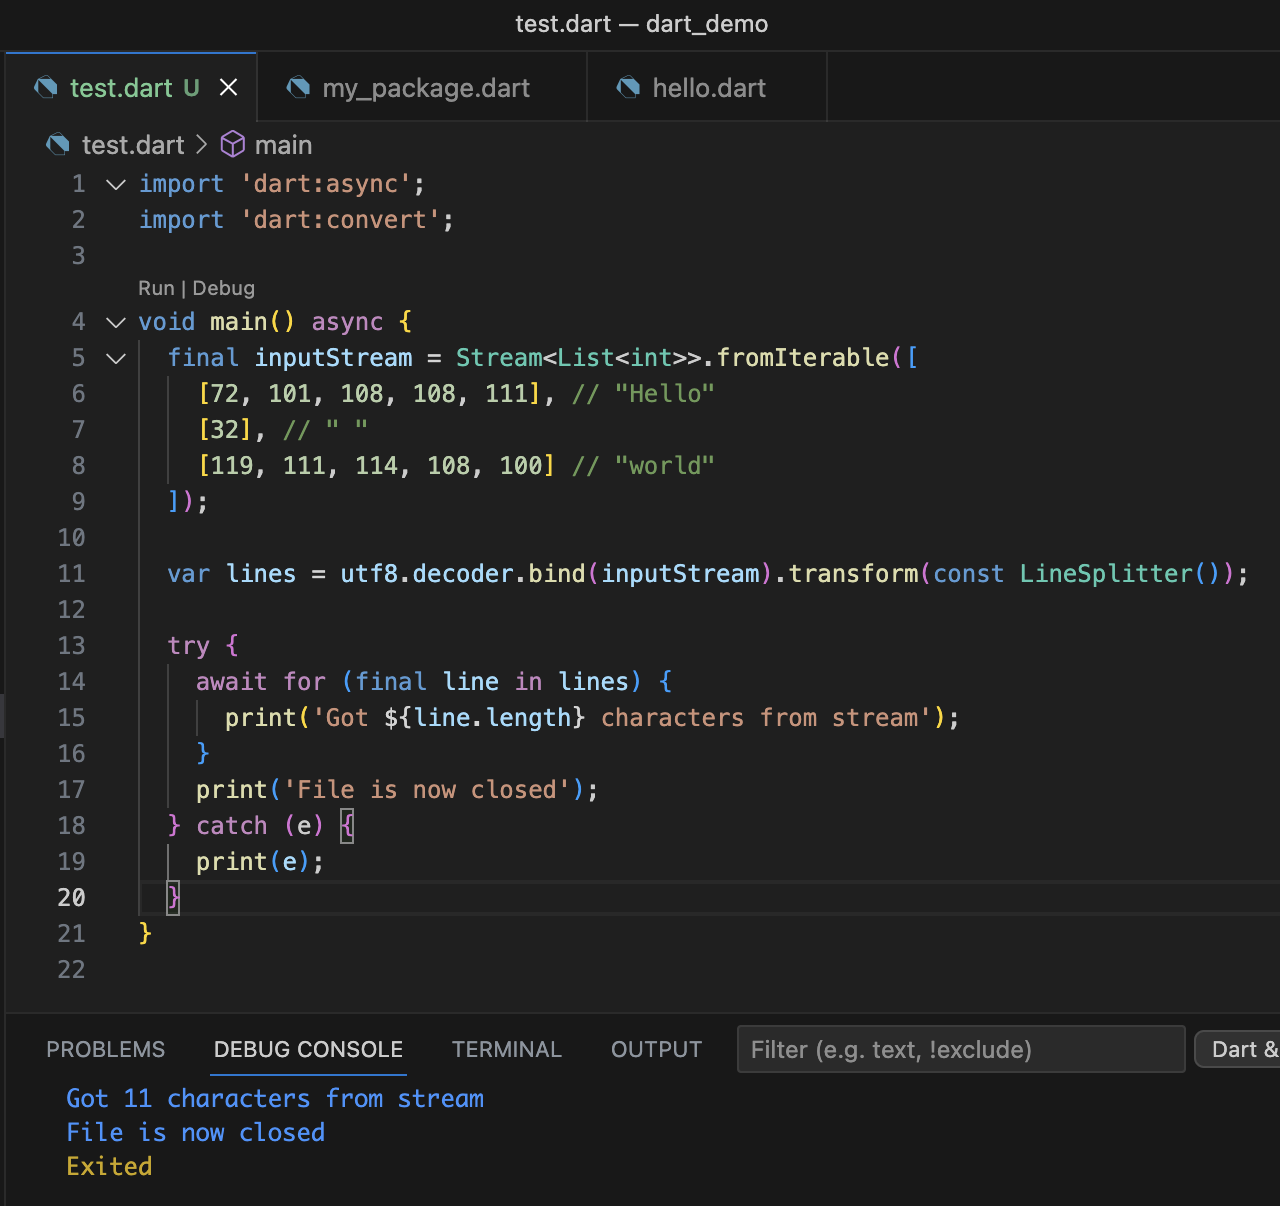 test.dart — dart_demo
test.dart U my_package.dart hello.dart
test.dart > main
1 import 'dart:async';
2 import 'dart:convert';
3
Run | Debug
4 void main() async {
5 final inputStream = Stream<List<int>>.fromIterable([
6 [72, 101, 108, 108, 111], // "Hello"
7 [32], // " "
8 [119, 111, 114, 108, 100] // "world"
9 ]);
10
11 var lines = utf8.decoder.bind(inputStream).transform(const LineSplitter());
12
13 try {
14 await for (final line in lines) {
15 print('Got ${line.length} characters from stream');
16 }
17 print('File is now closed');
18 } catch (e) {
19 print(e);
20 }
21 }
22
PROBLEMS DEBUG CONSOLE TERMINAL OUTPUT Filter (e.g. text, !exclude) Dart &
Got 11 characters from stream
File is now closed
Exited